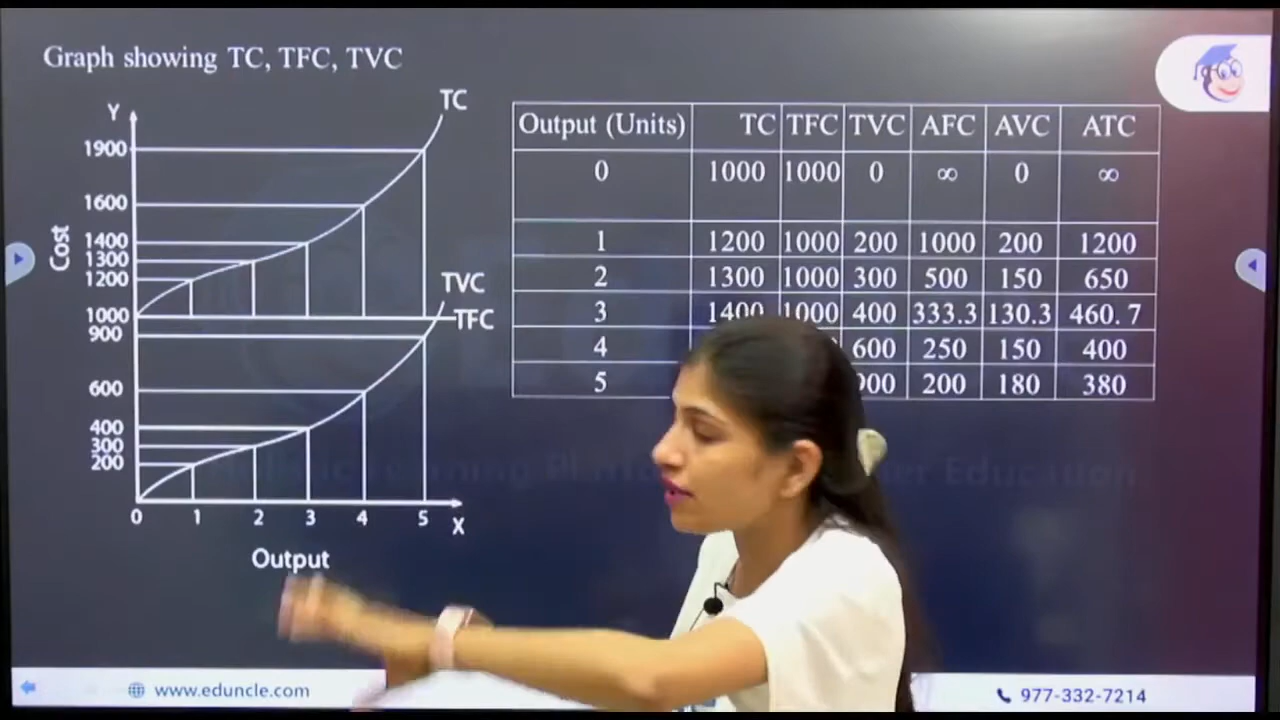 Graph showing TC, TFC, TVC
Y
TC
1900
1600
1400
1300
1200
1000
900
600
400
300
200
Cost
TVC
TFC
0 1 2 3 4 5 X
Output
Output (Units) TC TFC TVC AFC AVC ATC
0 1000 1000 0 ∞ 0 ∞
1 1200 1000 200 1000 200 1200
2 1300 1000 300 500 150 650
3 1400 1000 400 333.3 130.3 460. 7
4 600 250 150 400
5 900 200 180 380
Education
www.eduncle.com
977-332-7214